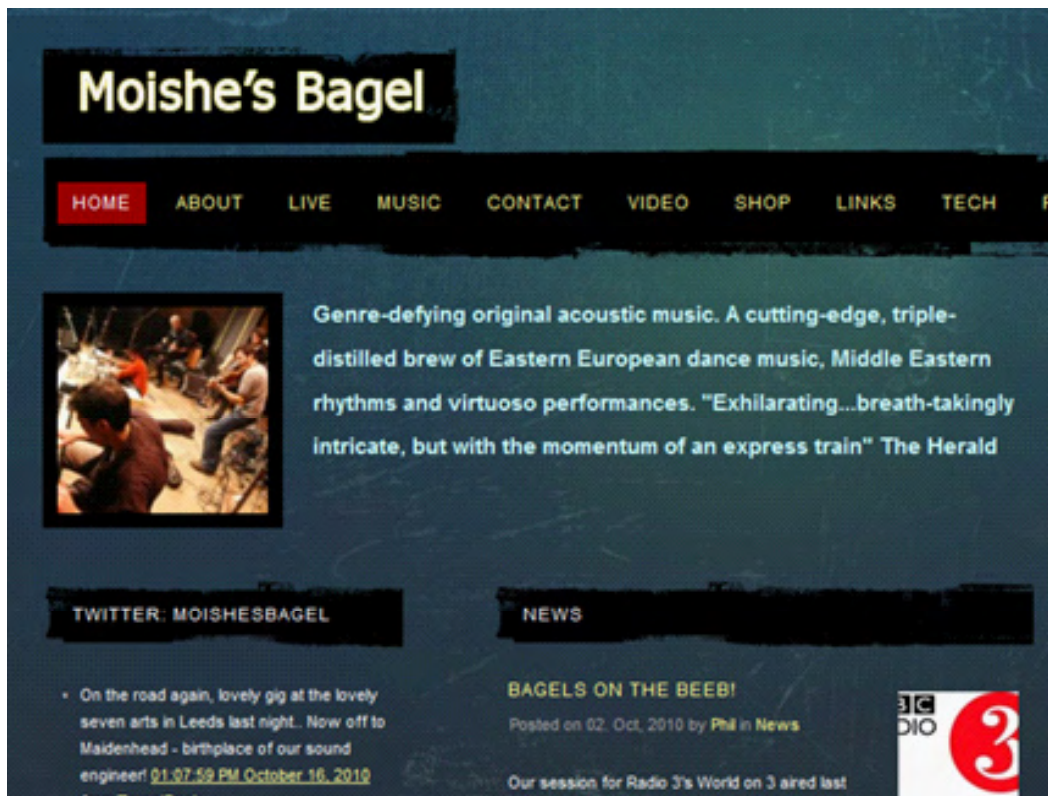 Moishe's Bagel
HOME ABOUT LIVE MUSIC CONTACT VIDEO SHOP LINKS TECH
Genre-defying original acoustic music. A cutting-edge, triple-
distilled brew of Eastern European dance music, Middle Eastern
rhythms and virtuoso performances. "Exhilarating...breath-takingly
intricate, but with the momentum of an express train" The Herald
TWITTER: MOISHESBAGEL
• On the road again, lovely gig at the lovely
seven arts in Leeds last night.. Now off to
Maidenhead - birthplace of our sound
engineer! 01:07:59 PM October 16, 2010
NEWS
BAGELS ON THE BEEB!
Posted on 02. Oct, 2010 by Phil in News
Our session for Radio 3's World on 3 aired last
3